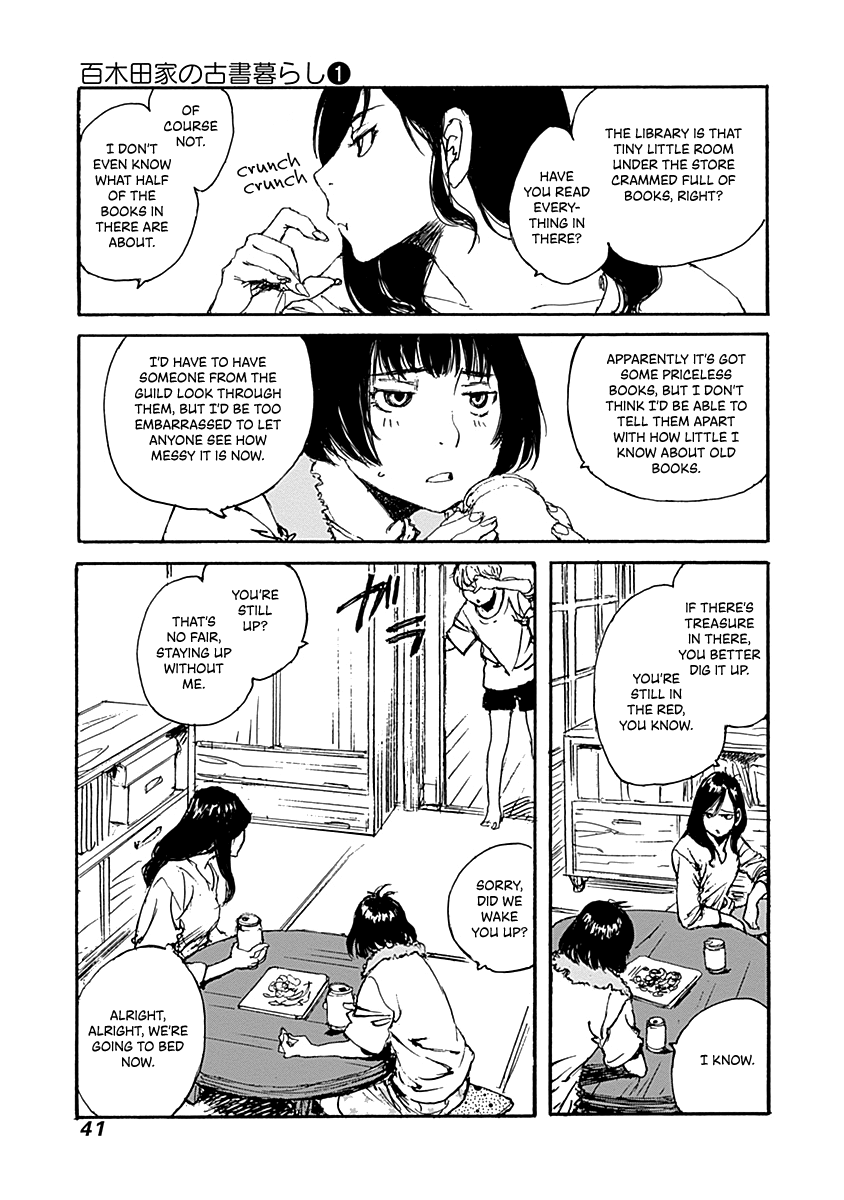 百木田家の古書暮らし❶
THE LIBRARY IS THAT
TINY LITTLE ROOM
UNDER THE STORE
CRAMMED FULL OF
BOOKS, RIGHT?
HAVE
YOU READ
EVERY-
THING IN
THERE?
crunch
crunch
OF
COURSE
NOT.
I DON'T
EVEN KNOW
WHAT HALF
OF THE
BOOKS IN
THERE ARE
ABOUT.
APPARENTLY IT'S GOT
SOME PRICELESS
BOOKS, BUT I DON'T
THINK I'D BE ABLE TO
TELL THEM APART
WITH HOW LITTLE I
KNOW ABOUT OLD
BOOKS.
I'D HAVE TO HAVE
SOMEONE FROM THE
GUILD LOOK THROUGH
THEM, BUT I'D BE TOO
EMBARRASSED TO LET
ANYONE SEE HOW
MESSY IT IS NOW.
IF THERE'S
TREASURE
IN THERE,
YOU BETTER
DIG IT UP.
YOU'RE
STILL IN
THE RED,
YOU KNOW.
I KNOW.
ガラ
YOU'RE
STILL
UP?
THAT'S
NO FAIR,
STAYING UP
WITHOUT
ME.
SORRY,
DID WE
WAKE
YOU UP?
ALRIGHT,
ALRIGHT, WE'RE
GOING TO BED
NOW.
41